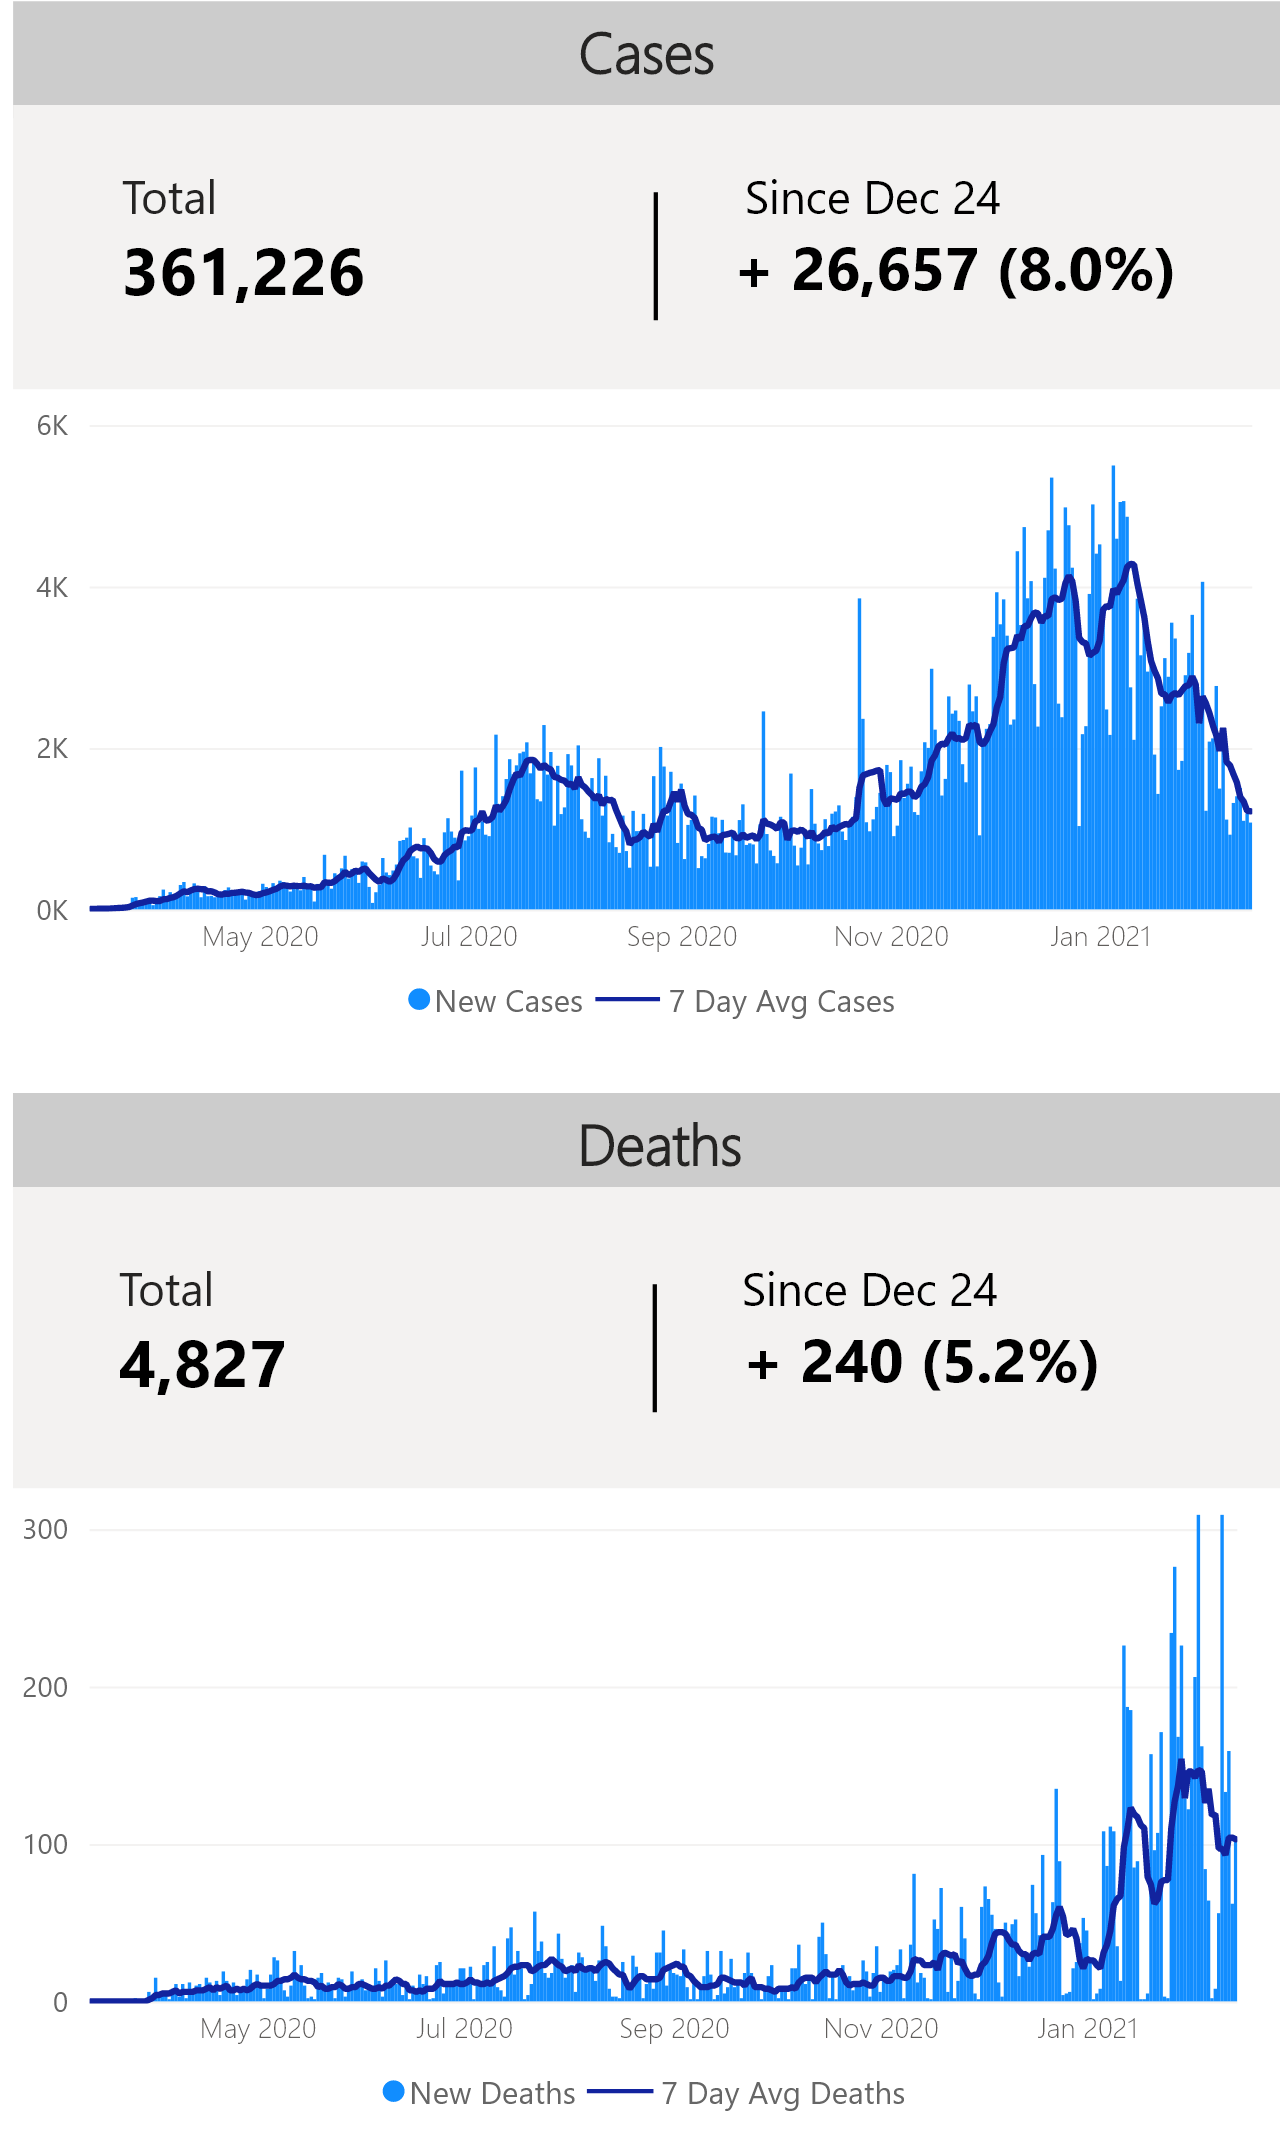 Cases
Total
Since Dec 24
361,226
+ 26,657 (8.0%)
6K
4K
2K
0K
May 2020
Jul 2020
Sep 2020
Nov 2020
Jan 2021
New Cases
7 Day Avg Cases
Deaths
Total
Since Dec 24
4,827
+ 240 (5.2%)
300
200
100
0
May 2020
Jul 2020
Sep 2020
Nov 2020
Jan 2021
New Deaths
7 Day Avg Deaths